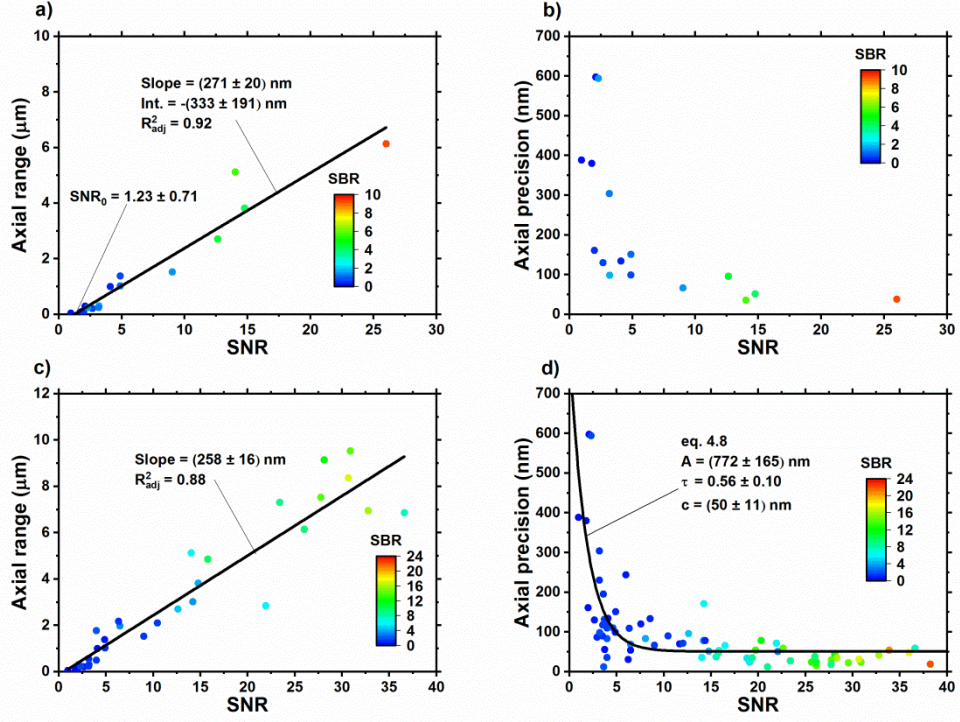 a)
10
8
6
4
2
0
Axial range (μm)
0 5 10 15 20 25 30
SNR
Slope = (271 ± 20) nm
Int. = -(333 ± 191) nm
R²adj = 0.92
SNR₀ = 1.23 ± 0.71
SBR
10
8
6
4
2
0
b)
700
600
500
400
300
200
100
0
Axial precision (nm)
0 5 10 15 20 25 30
SNR
SBR
10
8
6
4
2
0
c)
12
10
8
6
4
2
0
Axial range (μm)
0 5 10 15 20 25 30 35 40
SNR
Slope = (258 ± 16) nm
R²adj = 0.88
SBR
24
20
16
12
8
4
0
d)
700
600
500
400
300
200
100
0
Axial precision (nm)
0 5 10 15 20 25 30 35 40
SNR
eq. 4.8
A = (772 ± 165) nm
τ = 0.56 ± 0.10
c = (50 ± 11) nm
SBR
24
20
16
12
8
4
0